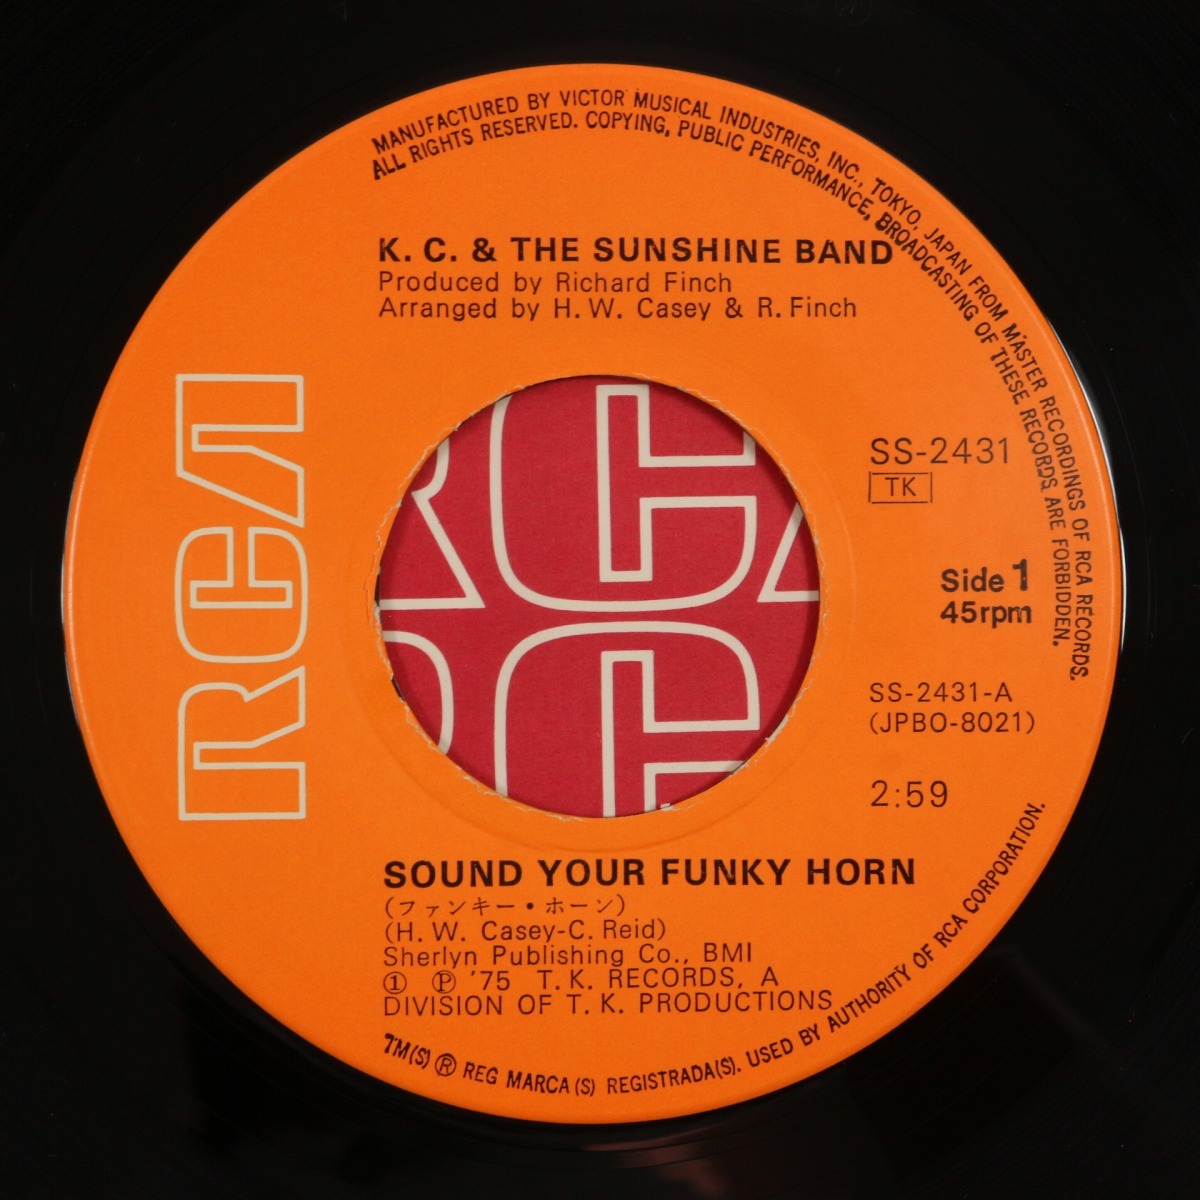 MANUFACTURED BY VICTOR MUSICAL INDUSTRIES, INC., TOKYO, JAPAN FROM MASTER RECORDINGS OF RCA RECORDS.
ALL RIGHTS RESERVED. COPYING, PUBLIC PERFORMANCE, BROADCASTING OF THESE RECORDS ARE FORBIDDEN.
K. C. & THE SUNSHINE BAND
Produced by Richard Finch
Arranged by H. W. Casey & R. Finch
RCA
SS-2431
TK
Side 1
45rpm
SS-2431-A
(JPBO-8021)
2:59
SOUND YOUR FUNKY HORN
(ファンキー・ホーン)
(H. W. Casey-C. Reid)
Sherlyn Publishing Co., BMI
① Ⓟ '75 T. K. RECORDS, A
DIVISION OF T. K. PRODUCTIONS
TM(S) ® REG MARCA (S) REGISTRADA(S). USED BY AUTHORITY OF RCA CORPORATION.